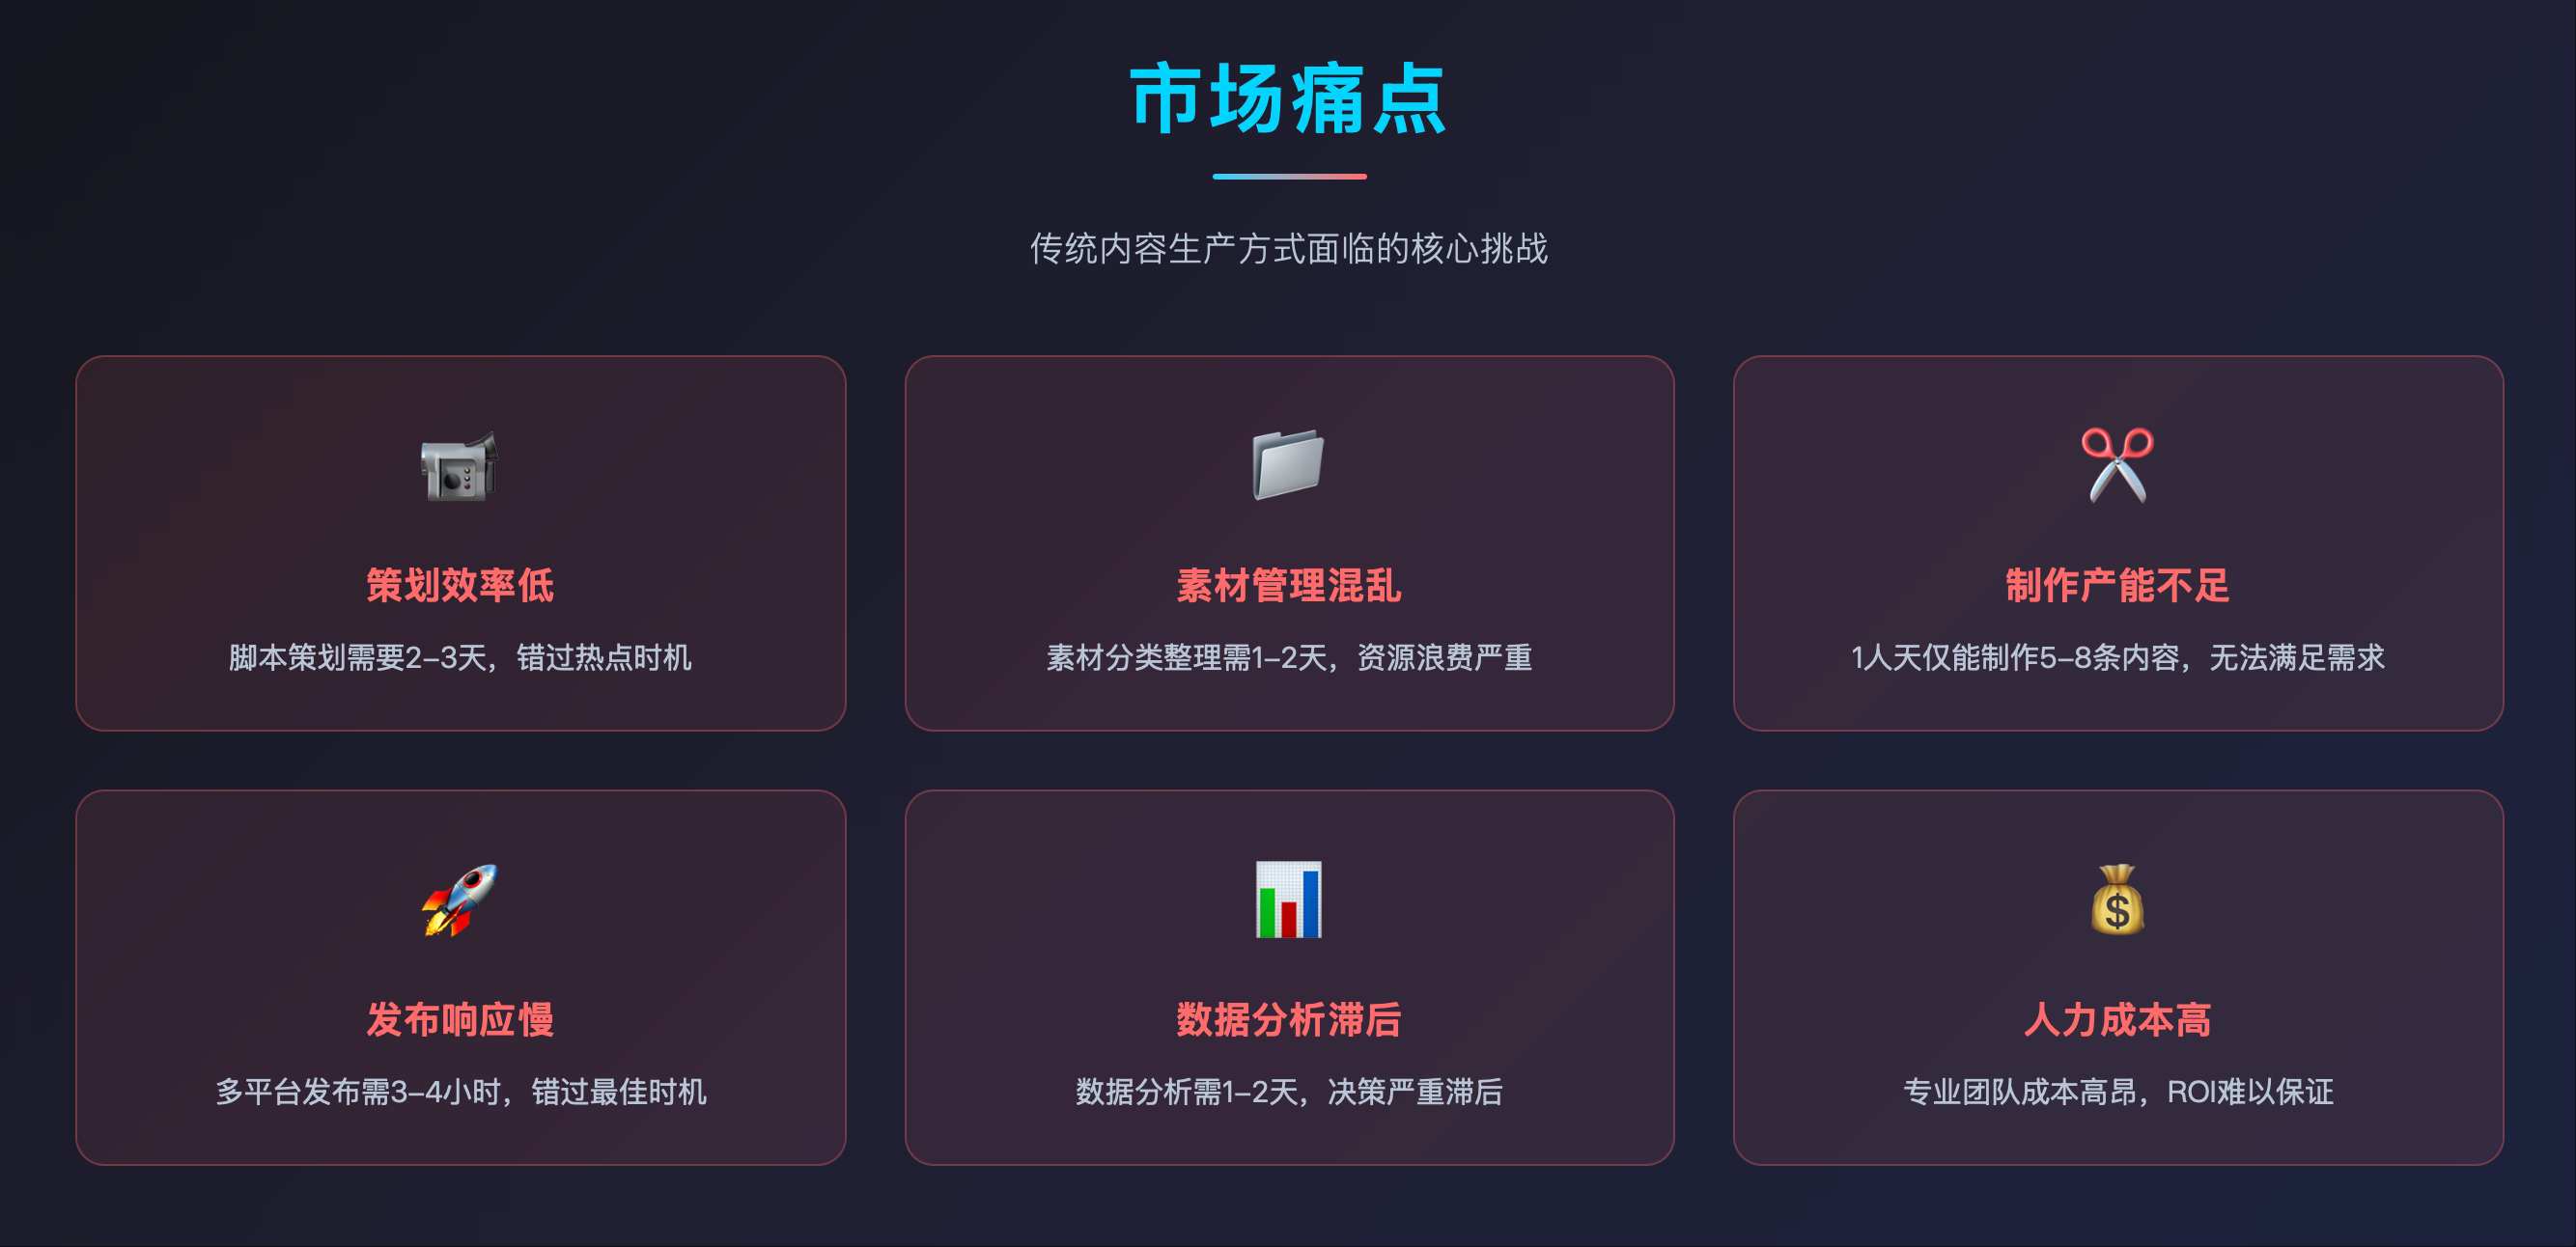 市场痛点
传统内容生产方式面临的核心挑战
策划效率低
脚本策划需要2-3天，错过热点时机
素材管理混乱
素材分类整理需1-2天，资源浪费严重
制作产能不足
1人天仅能制作5-8条内容，无法满足需求
发布响应慢
多平台发布需3-4小时，错过最佳时机
数据分析滞后
数据分析需1-2天，决策严重滞后
$
人力成本高
专业团队成本高昂，ROI难以保证